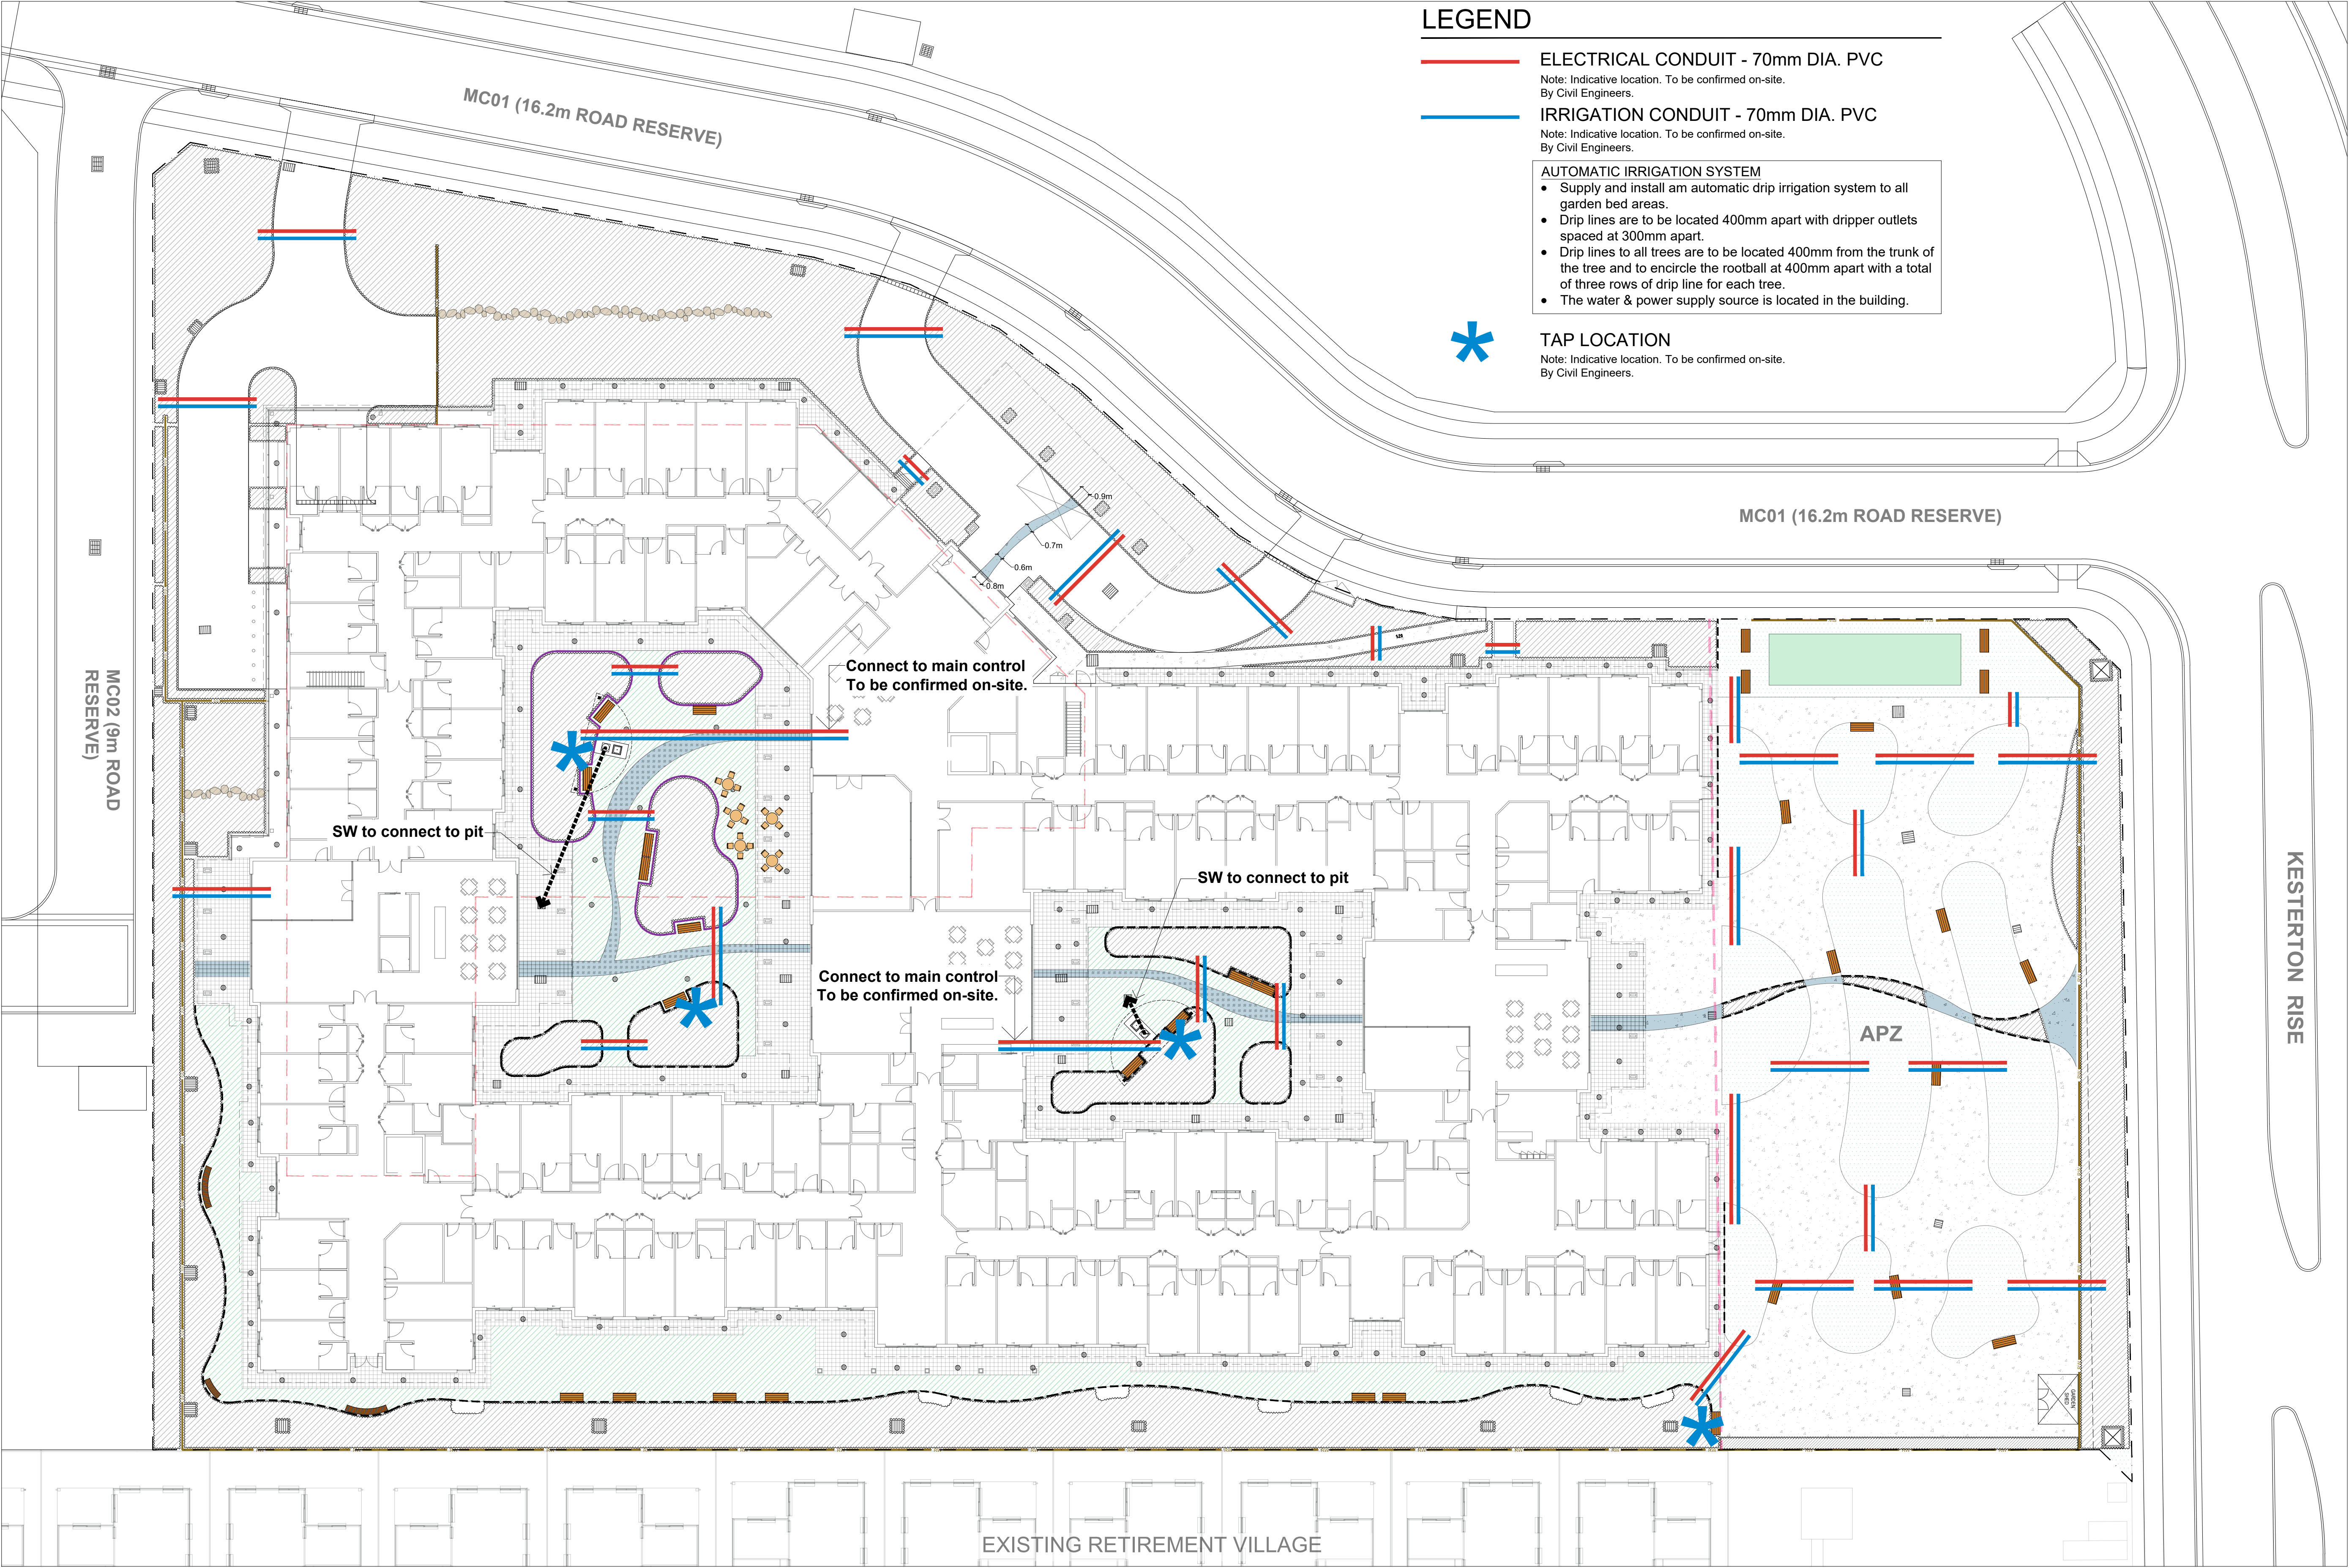 LEGEND
ELECTRICAL CONDUIT - 70mm DIA. PVC
Note: Indicative location. To be confirmed on-site.
By Civil Engineers.
IRRIGATION CONDUIT - 70mm DIA. PVC
Note: Indicative location. To be confirmed on-site.
By Civil Engineers.
AUTOMATIC IRRIGATION SYSTEM
• Supply and install am automatic drip irrigation system to all
garden bed areas.
• Drip lines are to be located 400mm apart with dripper outlets
spaced at 300mm apart.
• Drip lines to all trees are to be located 400mm from the trunk of
the tree and to encircle the rootball at 400mm apart with a total
of three rows of drip line for each tree.
• The water & power supply source is located in the building.
TAP LOCATION
Note: Indicative location. To be confirmed on-site.
By Civil Engineers.
MC01 (16.2m ROAD RESERVE)
MC01 (16.2m ROAD RESERVE)
0.9m
0.7m
0.6m
0.8m
MC02 (9m ROAD
RESERVE)
Connect to main control
To be confirmed on-site.
SW to connect to pit
SW to connect to pit
Connect to main control
To be confirmed on-site.
APZ
KESTERTON RISE
GARDEN
SHED
EXISTING RETIREMENT VILLAGE